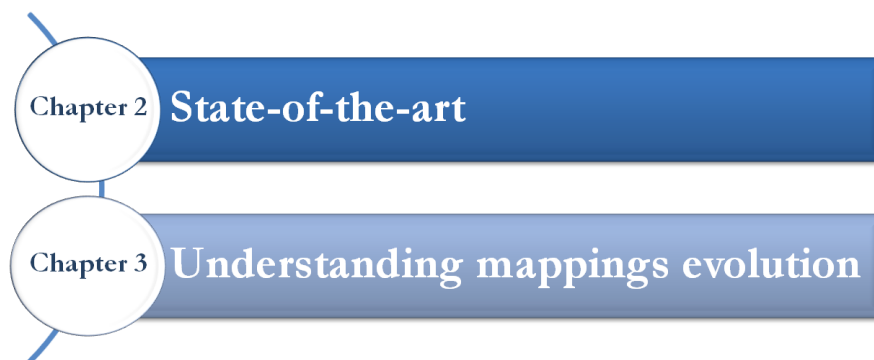 Chapter 2 State-of-the-art
Chapter 3 Understanding mappings evolution